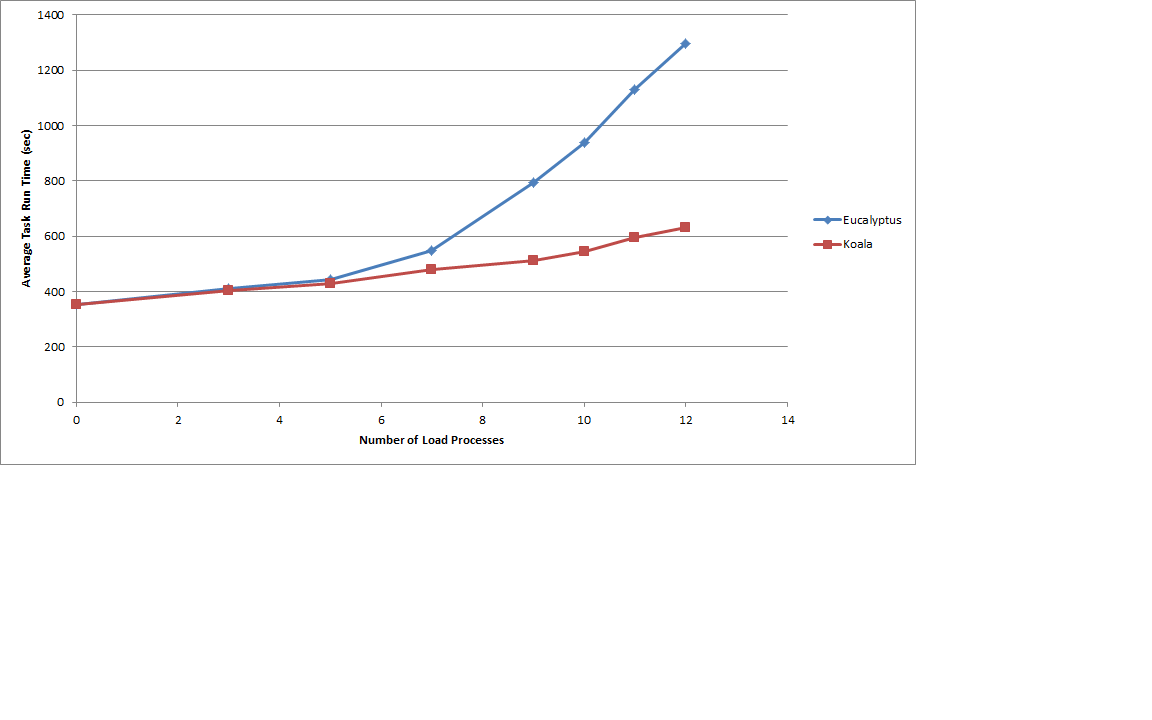 1400
1200
1000
800
600
400
200
0
Average Task Run Time (sec)
0 2 4 6 8 10 12 14
Number of Load Processes
Eucalyptus
Koala